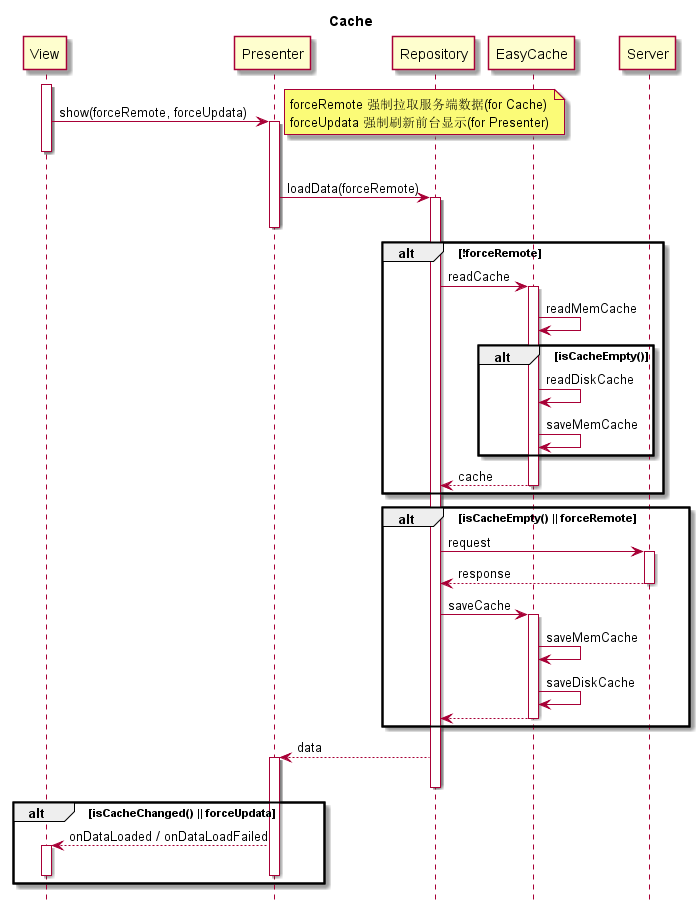 Cache
View
Presenter
Repository
EasyCache
Server
show(forceRemote, forceUpdata)
forceRemote 强制拉取服务端数据(for Cache)
forceUpdata 强制刷新前台显示(for Presenter)
loadData(forceRemote)
alt
[!forceRemote]
readCache
readMemCache
alt
[isCacheEmpty()]
readDiskCache
saveMemCache
cache
alt
[isCacheEmpty() || forceRemote]
request
response
saveCache
saveMemCache
saveDiskCache
data
alt
[isCacheChanged() || forceUpdata]
onDataLoaded / onDataLoadFailed